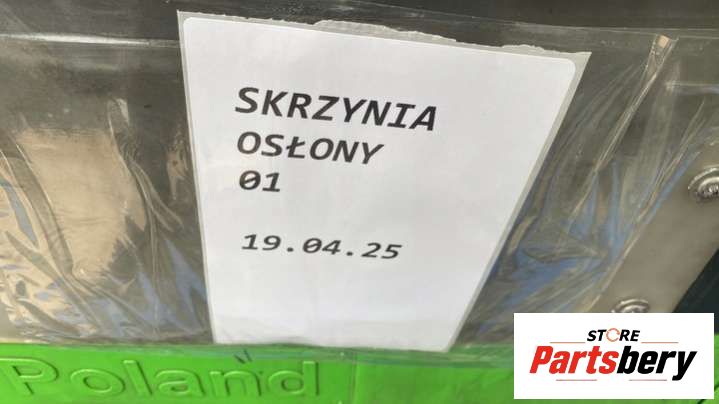 SKRZYNIA
OSŁONY
01
19.04.25
Poland
STORE
Partsbery